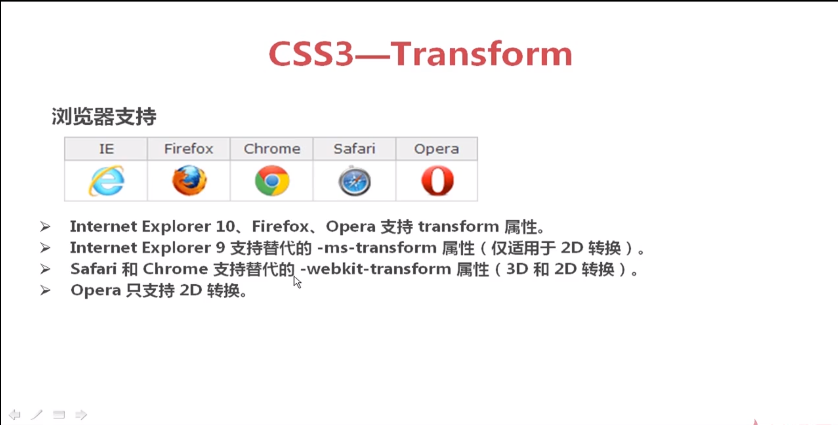 CSS3—Transform
浏览器支持
IE Firefox Chrome Safari Opera
Internet Explorer 10、Firefox、Opera 支持 transform 属性。
Internet Explorer 9 支持替代的 -ms-transform 属性（仅适用于 2D 转换）。
Safari 和 Chrome 支持替代的 -webkit-transform 属性（3D 和 2D 转换）。
Opera 只支持 2D 转换。